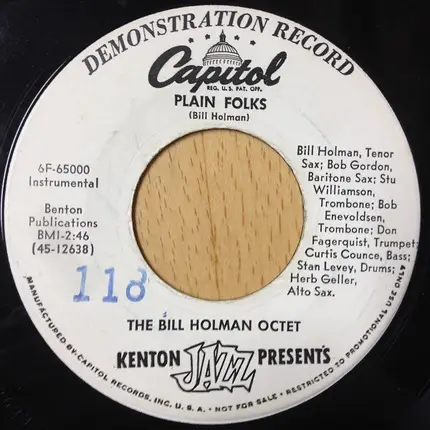 DEMONSTRATION RECORD
Capitol
REG. U.S. PAT. OFF.
PLAIN FOLKS
(Bill Holman)
6F-65000
Instrumental
Benton
Publications
BMI-2:46
(45-12638)
118
Bill Holman, Tenor
Sax; Bob Gordon,
Baritone Sax; Stu
Williamson,
Trombone; Bob
Enevoldsen,
Trombone; Don
Fagerquist, Trumpet;
Curtis Counce, Bass;
Stan Levey, Drums;
Herb Geller,
Alto Sax.
THE BILL HOLMAN OCTET
KENTON JAZZ PRESENTS
MANUFACTURED BY CAPITOL RECORDS, INC. U. S. A. • NOT FOR SALE • RESTRICTED TO PROMOTIONAL USE ONLY